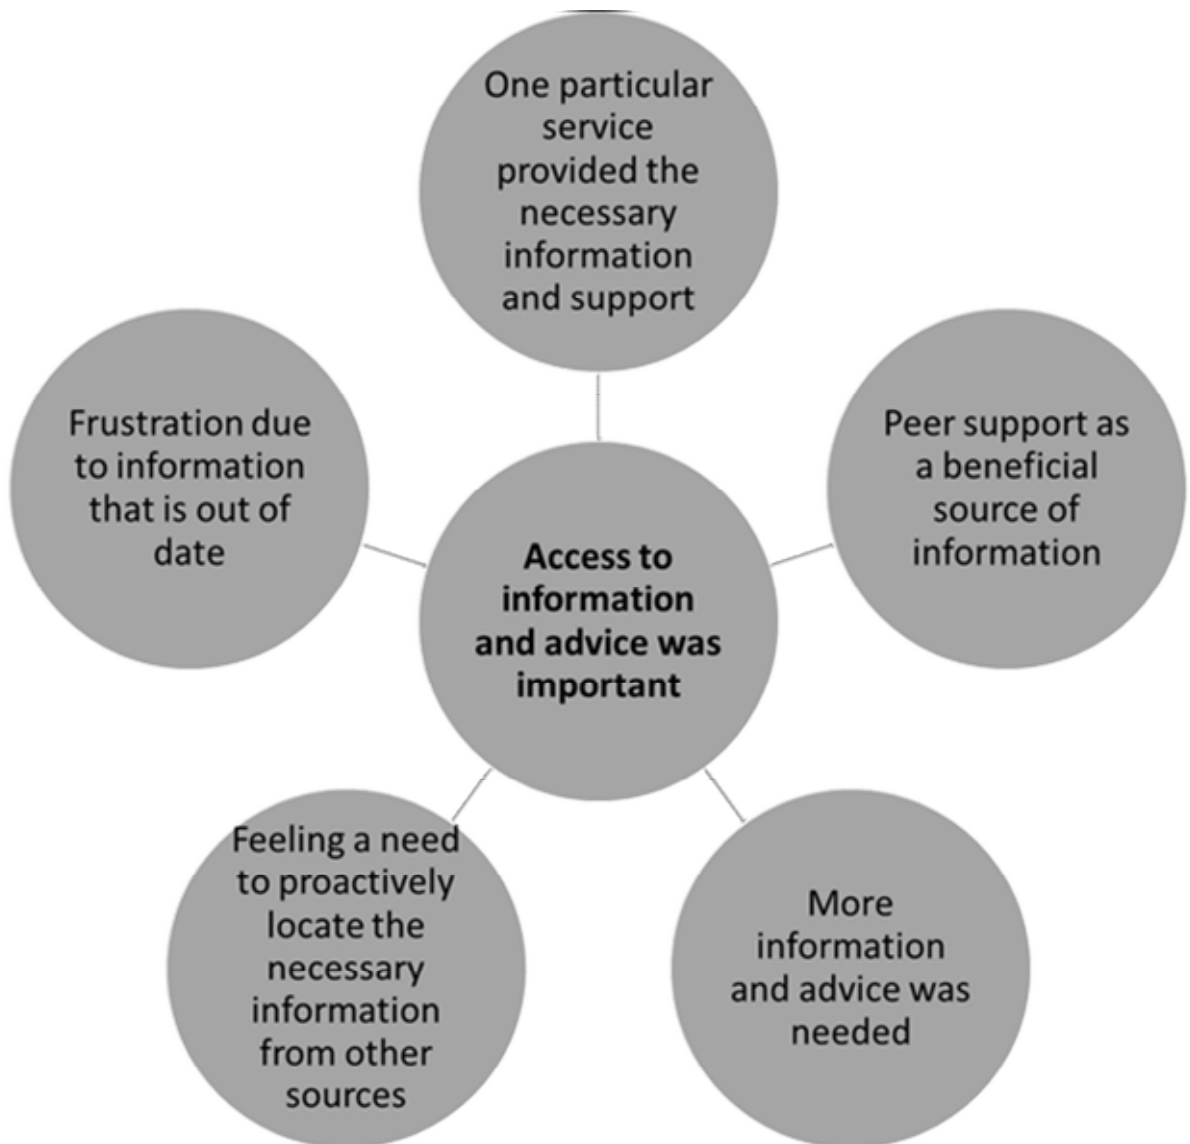 One particular
service
provided the
necessary
information
and support
Frustration due
to information
that is out of
date
Peer support as
a beneficial
source of
information
Access to
information
and advice was
important
Feeling a need
to proactively
locate the
necessary
information
from other
sources
More
information
and advice was
needed